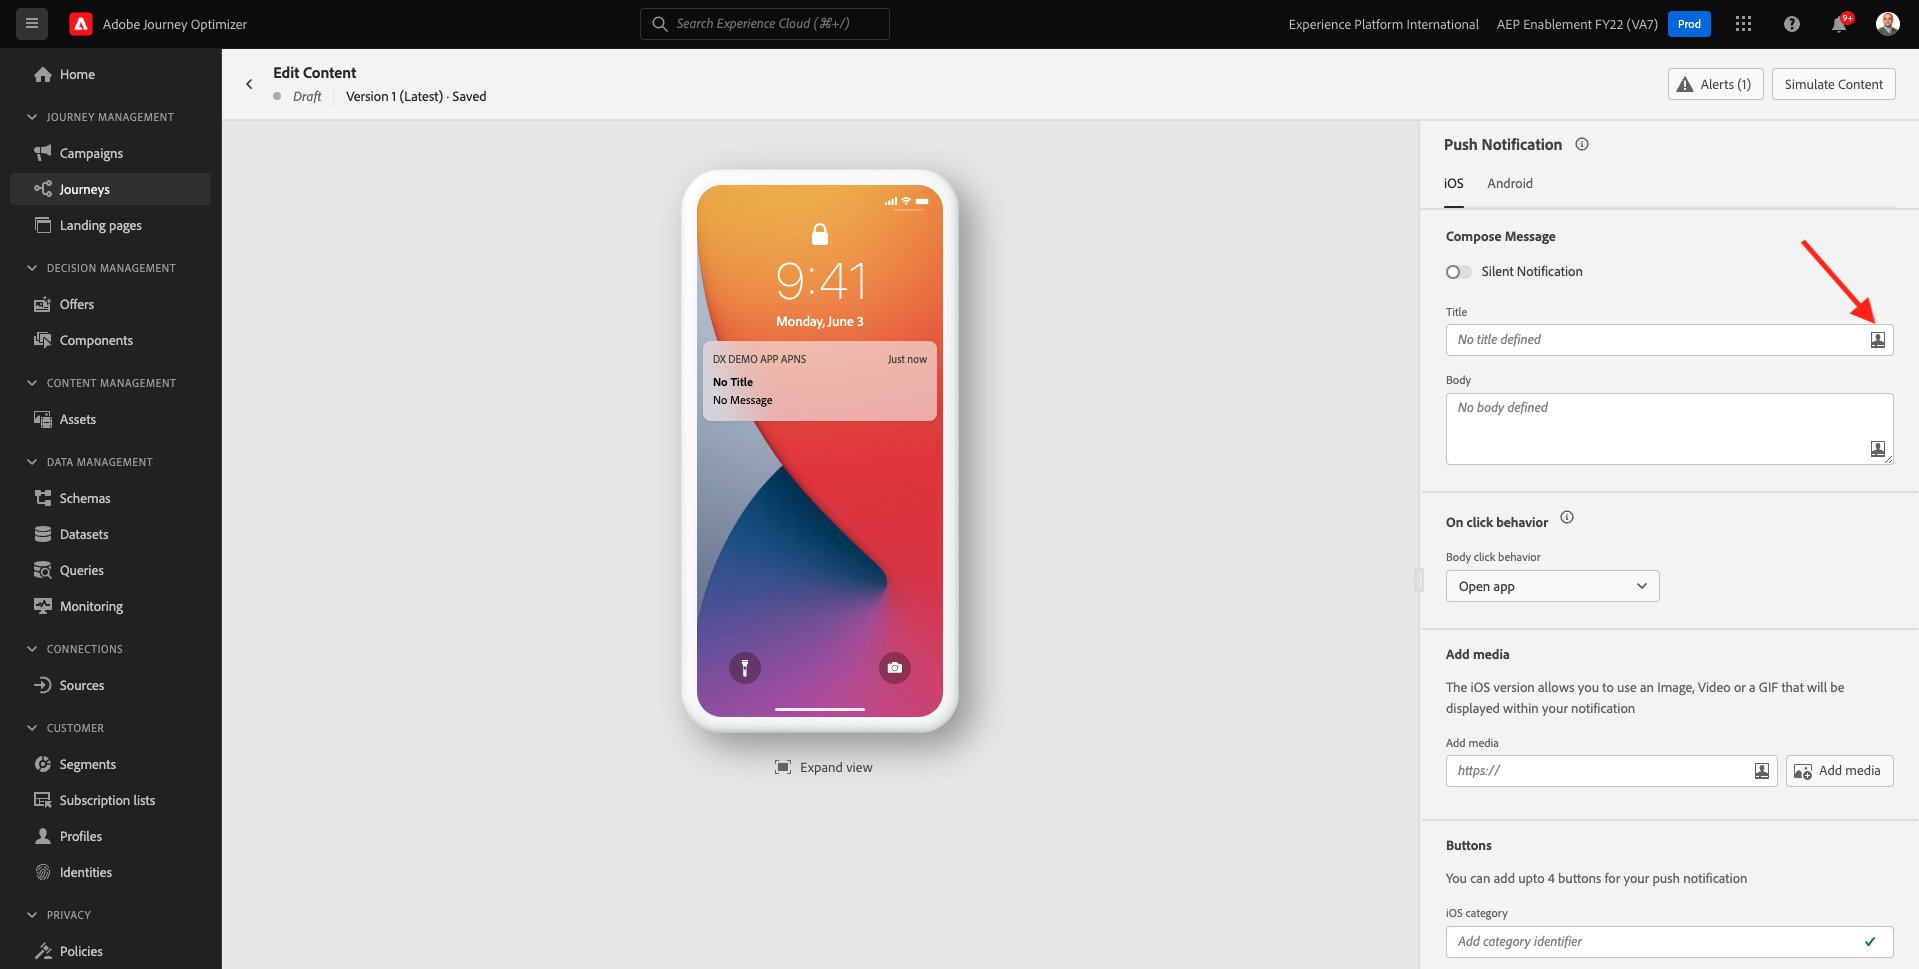 Adobe Journey Optimizer
Search Experience Cloud (⌘+/)
Experience Platform International
AEP Enablement FY22 (VA7)
Prod
9+
Home
JOURNEY MANAGEMENT
Campaigns
Journeys
Landing pages
DECISION MANAGEMENT
Offers
Components
CONTENT MANAGEMENT
Assets
DATA MANAGEMENT
Schemas
Datasets
Queries
Monitoring
CONNECTIONS
Sources
CUSTOMER
Segments
Subscription lists
Profiles
Identities
PRIVACY
Policies
Edit Content
Draft
Version 1 (Latest) · Saved
Alerts (1)
Simulate Content
9:41
Monday, June 3
DX DEMO APP APNS
Just now
No Title
No Message
Expand view
Push Notification
iOS
Android
Compose Message
Silent Notification
Title
No title defined
Body
No body defined
On click behavior
Body click behavior
Open app
Add media
The iOS version allows you to use an Image, Video or a GIF that will be
displayed within your notification
Add media
https://
Add media
Buttons
You can add upto 4 buttons for your push notification
iOS category
Add category identifier